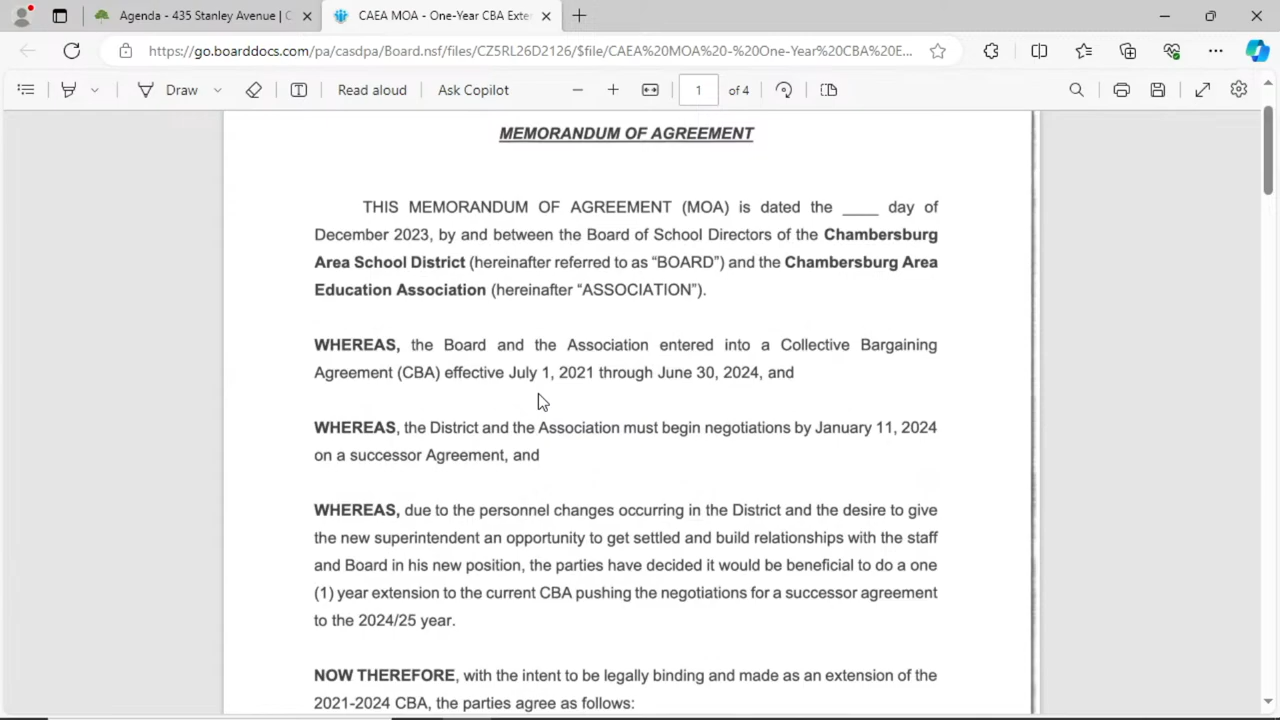 Agenda - 435 Stanley Avenue | C
CAEA MOA - One-Year CBA Exte
https://go.boarddocs.com/pa/casdpa/Board.nsf/files/CZ5RL26D2126/$file/CAEA%20MOA%20-%20One-Year%20CBA%20E...
Draw
Read aloud
Ask Copilot
1
of 4
MEMORANDUM OF AGREEMENT
THIS MEMORANDUM OF AGREEMENT (MOA) is dated the ____ day of
December 2023, by and between the Board of School Directors of the Chambersburg
Area School District (hereinafter referred to as “BOARD”) and the Chambersburg Area
Education Association (hereinafter “ASSOCIATION”).
WHEREAS, the Board and the Association entered into a Collective Bargaining
Agreement (CBA) effective July 1, 2021 through June 30, 2024, and
WHEREAS, the District and the Association must begin negotiations by January 11, 2024
on a successor Agreement, and
WHEREAS, due to the personnel changes occurring in the District and the desire to give
the new superintendent an opportunity to get settled and build relationships with the staff
and Board in his new position, the parties have decided it would be beneficial to do a one
(1) year extension to the current CBA pushing the negotiations for a successor agreement
to the 2024/25 year.
NOW THEREFORE, with the intent to be legally binding and made as an extension of the
2021-2024 CBA, the parties agree as follows: